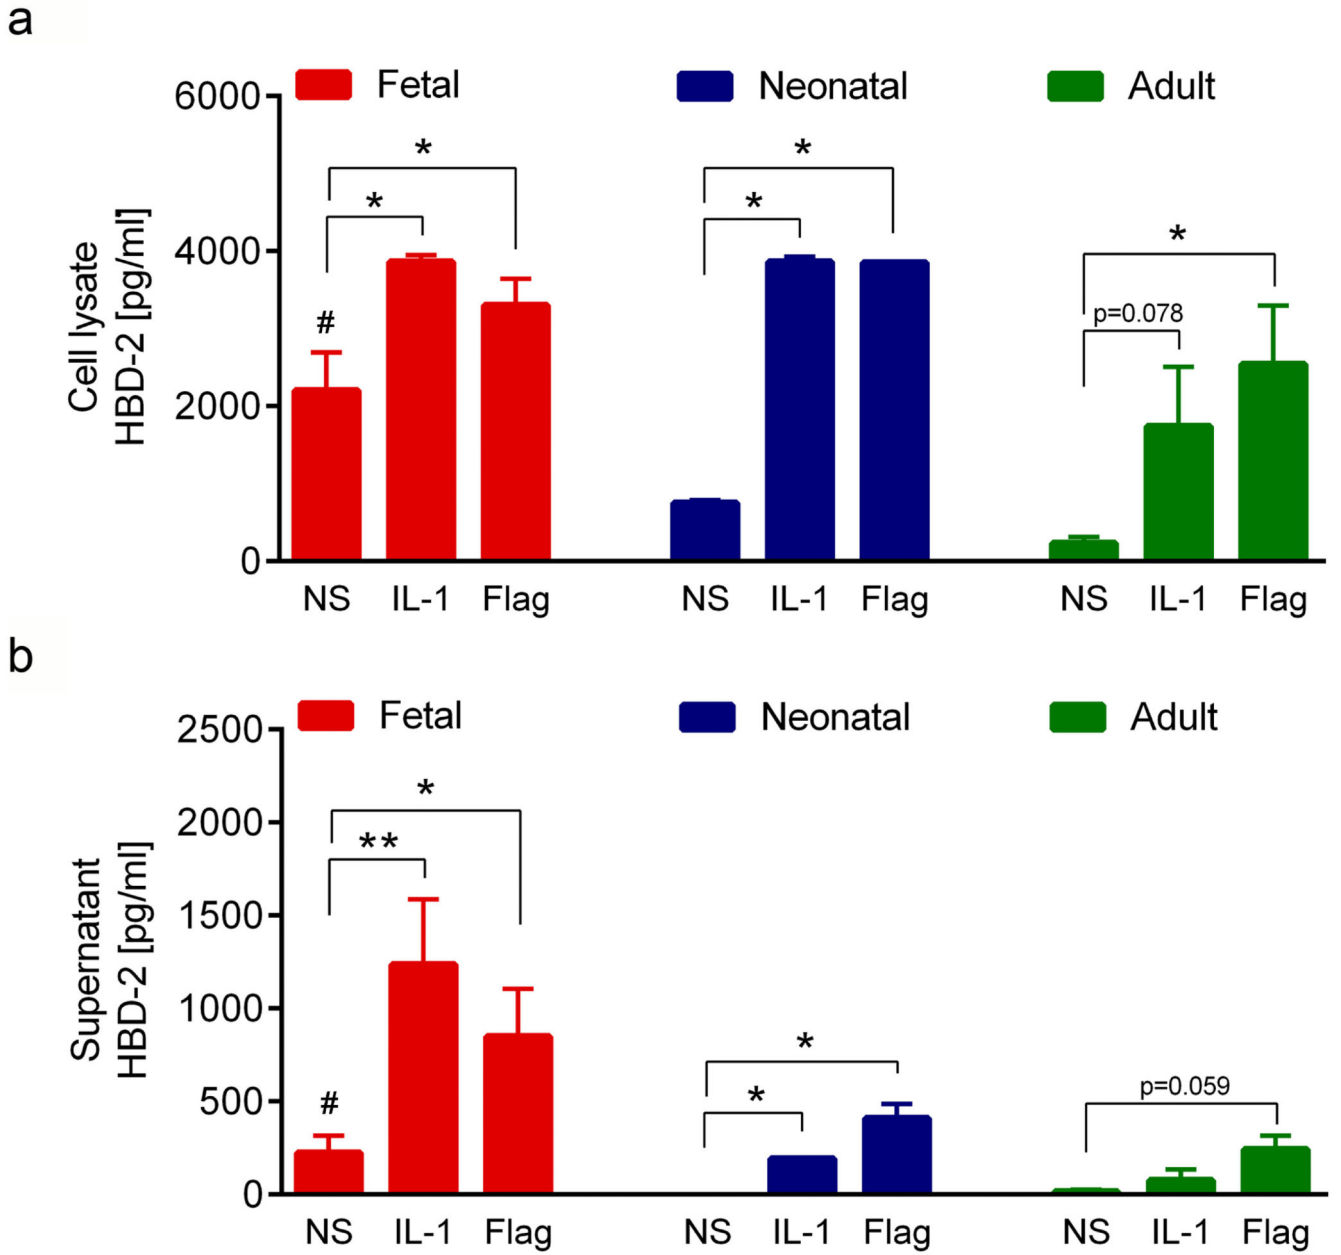 a
Fetal Neonatal Adult
6000
4000
2000
0
Cell lysate
HBD-2 [pg/ml]
* * *
* * p=0.078
#
NS IL-1 Flag NS IL-1 Flag NS IL-1 Flag
b
Fetal Neonatal Adult
2500
2000
1500
1000
500
0
Supernatant
HBD-2 [pg/ml]
*
**
*
* p=0.059
#
NS IL-1 Flag NS IL-1 Flag NS IL-1 Flag